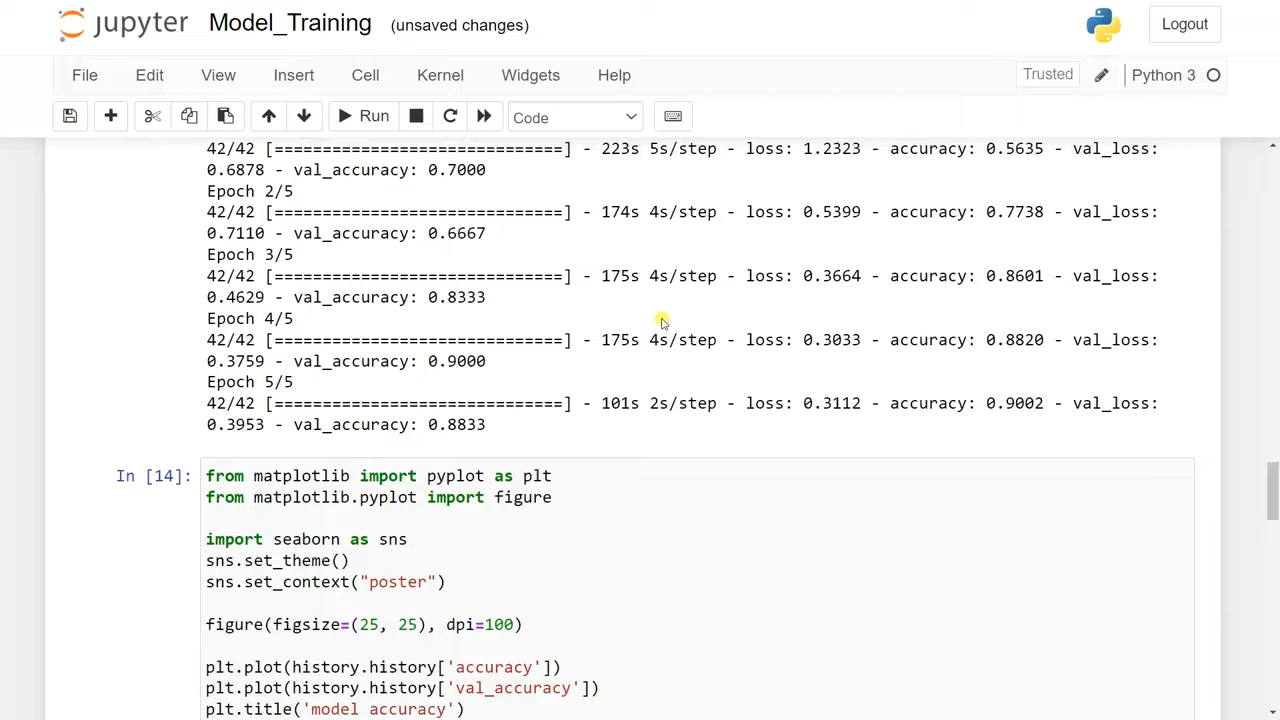 jupyter Model_Training (unsaved changes) Logout
File Edit View Insert Cell Kernel Widgets Help Trusted Python 3
Run Code
42/42 [==============================] - 223s 5s/step - loss: 1.2323 - accuracy: 0.5635 - val_loss:
0.6878 - val_accuracy: 0.7000
Epoch 2/5
42/42 [==============================] - 174s 4s/step - loss: 0.5399 - accuracy: 0.7738 - val_loss:
0.7110 - val_accuracy: 0.6667
Epoch 3/5
42/42 [==============================] - 175s 4s/step - loss: 0.3664 - accuracy: 0.8601 - val_loss:
0.4629 - val_accuracy: 0.8333
Epoch 4/5
42/42 [==============================] - 175s 4s/step - loss: 0.3033 - accuracy: 0.8820 - val_loss:
0.3759 - val_accuracy: 0.9000
Epoch 5/5
42/42 [==============================] - 101s 2s/step - loss: 0.3112 - accuracy: 0.9002 - val_loss:
0.3953 - val_accuracy: 0.8833
In [14]: from matplotlib import pyplot as plt
from matplotlib.pyplot import figure
import seaborn as sns
sns.set_theme()
sns.set_context("poster")
figure(figsize=(25, 25), dpi=100)
plt.plot(history.history['accuracy'])
plt.plot(history.history['val_accuracy'])
plt.title('model accuracy')